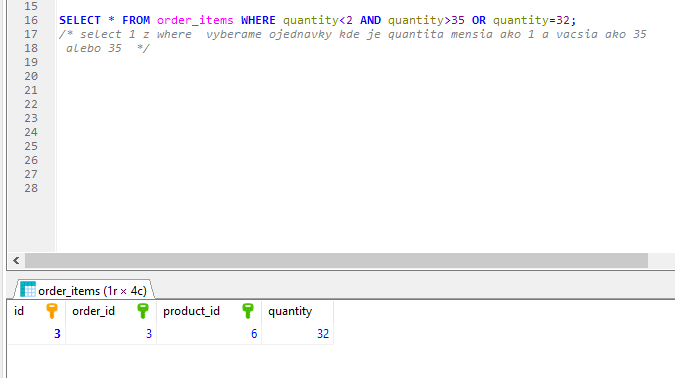 15
16 SELECT * FROM order_items WHERE quantity<2 AND quantity>35 OR quantity=32;
17 /* select 1 z where  vyberame ojednavky kde je quantita mensia ako 1 a vacsia ako 35
18 alebo 35  */
19
20
21
22
23
24
25
26
27
28
order_items (1r × 4c)
id order_id product_id quantity
3 3 6 32